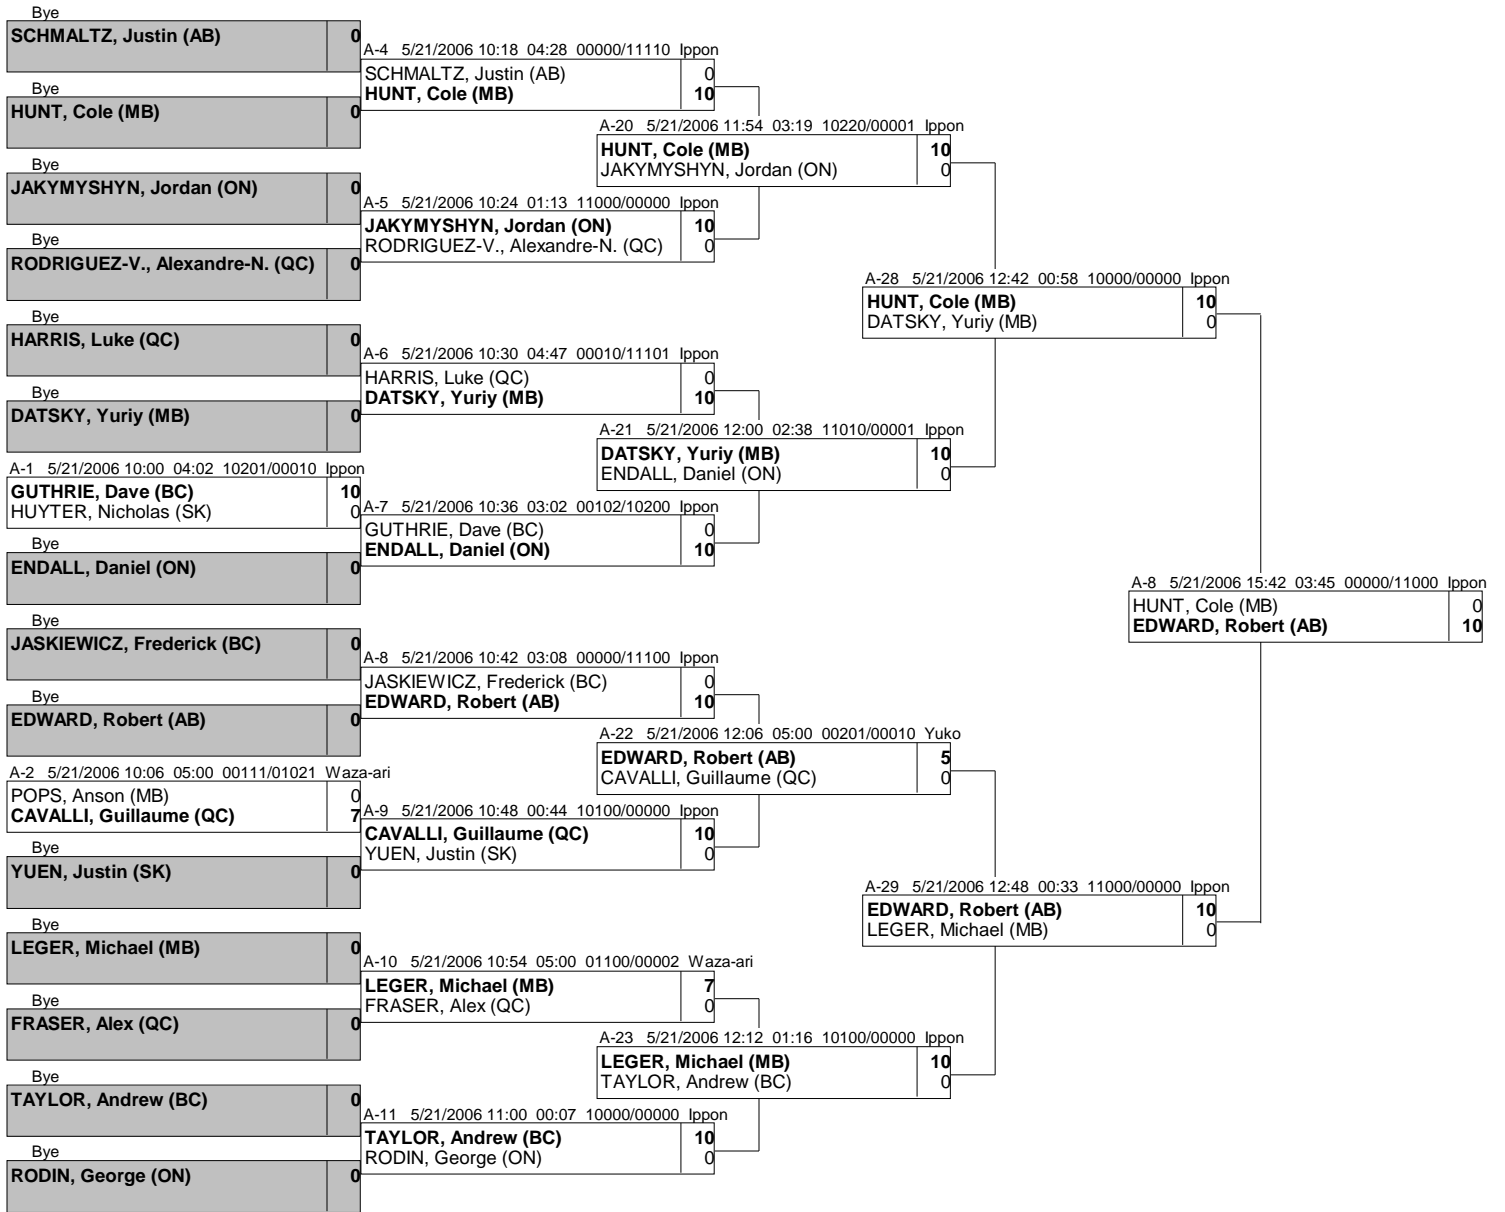 Bye
SCHMALTZ, Justin (AB) 0
Bye
HUNT, Cole (MB) 0
Bye
JAKYMYSHYN, Jordan (ON) 0
Bye
RODRIGUEZ-V., Alexandre-N. (QC) 0
Bye
HARRIS, Luke (QC) 0
Bye
DATSKY, Yuriy (MB) 0
A-1 5/21/2006 10:00 04:02 10201/00010 Ippon
GUTHRIE, Dave (BC) 10
HUYTER, Nicholas (SK) 0
Bye
ENDALL, Daniel (ON) 0
Bye
JASKIEWICZ, Frederick (BC) 0
Bye
EDWARD, Robert (AB) 0
A-2 5/21/2006 10:06 05:00 00111/01021 Waza-ari
POPS, Anson (MB) 0
CAVALLI, Guillaume (QC) 7
Bye
YUEN, Justin (SK) 0
Bye
LEGER, Michael (MB) 0
Bye
FRASER, Alex (QC) 0
Bye
TAYLOR, Andrew (BC) 0
Bye
RODIN, George (ON) 0
A-4 5/21/2006 10:18 04:28 00000/11110 Ippon
SCHMALTZ, Justin (AB) 0
HUNT, Cole (MB) 10
A-5 5/21/2006 10:24 01:13 11000/00000 Ippon
JAKYMYSHYN, Jordan (ON) 10
RODRIGUEZ-V., Alexandre-N. (QC) 0
A-6 5/21/2006 10:30 04:47 00010/11101 Ippon
HARRIS, Luke (QC) 0
DATSKY, Yuriy (MB) 10
A-7 5/21/2006 10:36 03:02 00102/10200 Ippon
GUTHRIE, Dave (BC) 0
ENDALL, Daniel (ON) 10
A-8 5/21/2006 10:42 03:08 00000/11100 Ippon
JASKIEWICZ, Frederick (BC) 0
EDWARD, Robert (AB) 10
A-9 5/21/2006 10:48 00:44 10100/00000 Ippon
CAVALLI, Guillaume (QC) 10
YUEN, Justin (SK) 0
A-10 5/21/2006 10:54 05:00 01100/00002 Waza-ari
LEGER, Michael (MB) 7
FRASER, Alex (QC) 0
A-11 5/21/2006 11:00 00:07 10000/00000 Ippon
TAYLOR, Andrew (BC) 10
RODIN, George (ON) 0
A-20 5/21/2006 11:54 03:19 10220/00001 Ippon
HUNT, Cole (MB) 10
JAKYMYSHYN, Jordan (ON) 0
A-21 5/21/2006 12:00 02:38 11010/00001 Ippon
DATSKY, Yuriy (MB) 10
ENDALL, Daniel (ON) 0
A-22 5/21/2006 12:06 05:00 00201/00010 Yuko
EDWARD, Robert (AB) 5
CAVALLI, Guillaume (QC) 0
A-23 5/21/2006 12:12 01:16 10100/00000 Ippon
LEGER, Michael (MB) 10
TAYLOR, Andrew (BC) 0
A-28 5/21/2006 12:42 00:58 10000/00000 Ippon
HUNT, Cole (MB) 10
DATSKY, Yuriy (MB) 0
A-29 5/21/2006 12:48 00:33 11000/00000 Ippon
EDWARD, Robert (AB) 10
LEGER, Michael (MB) 0
A-8 5/21/2006 15:42 03:45 00000/11000 Ippon
HUNT, Cole (MB) 0
EDWARD, Robert (AB) 10